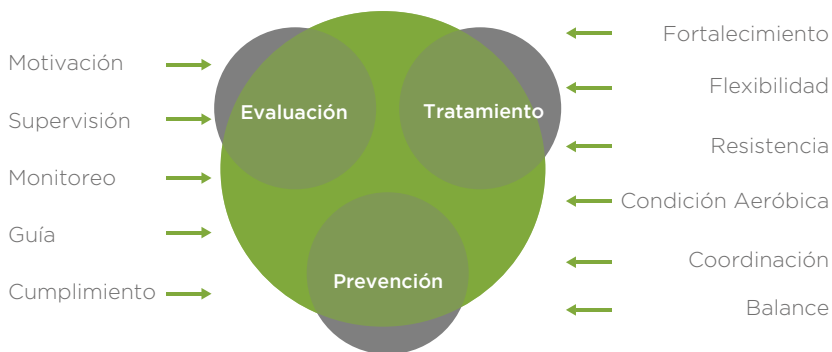 Motivación
Supervisión
Monitoreo
Guía
Cumplimiento
Evaluación
Tratamiento
Prevención
Fortalecimiento
Flexibilidad
Resistencia
Condición Aeróbica
Coordinación
Balance